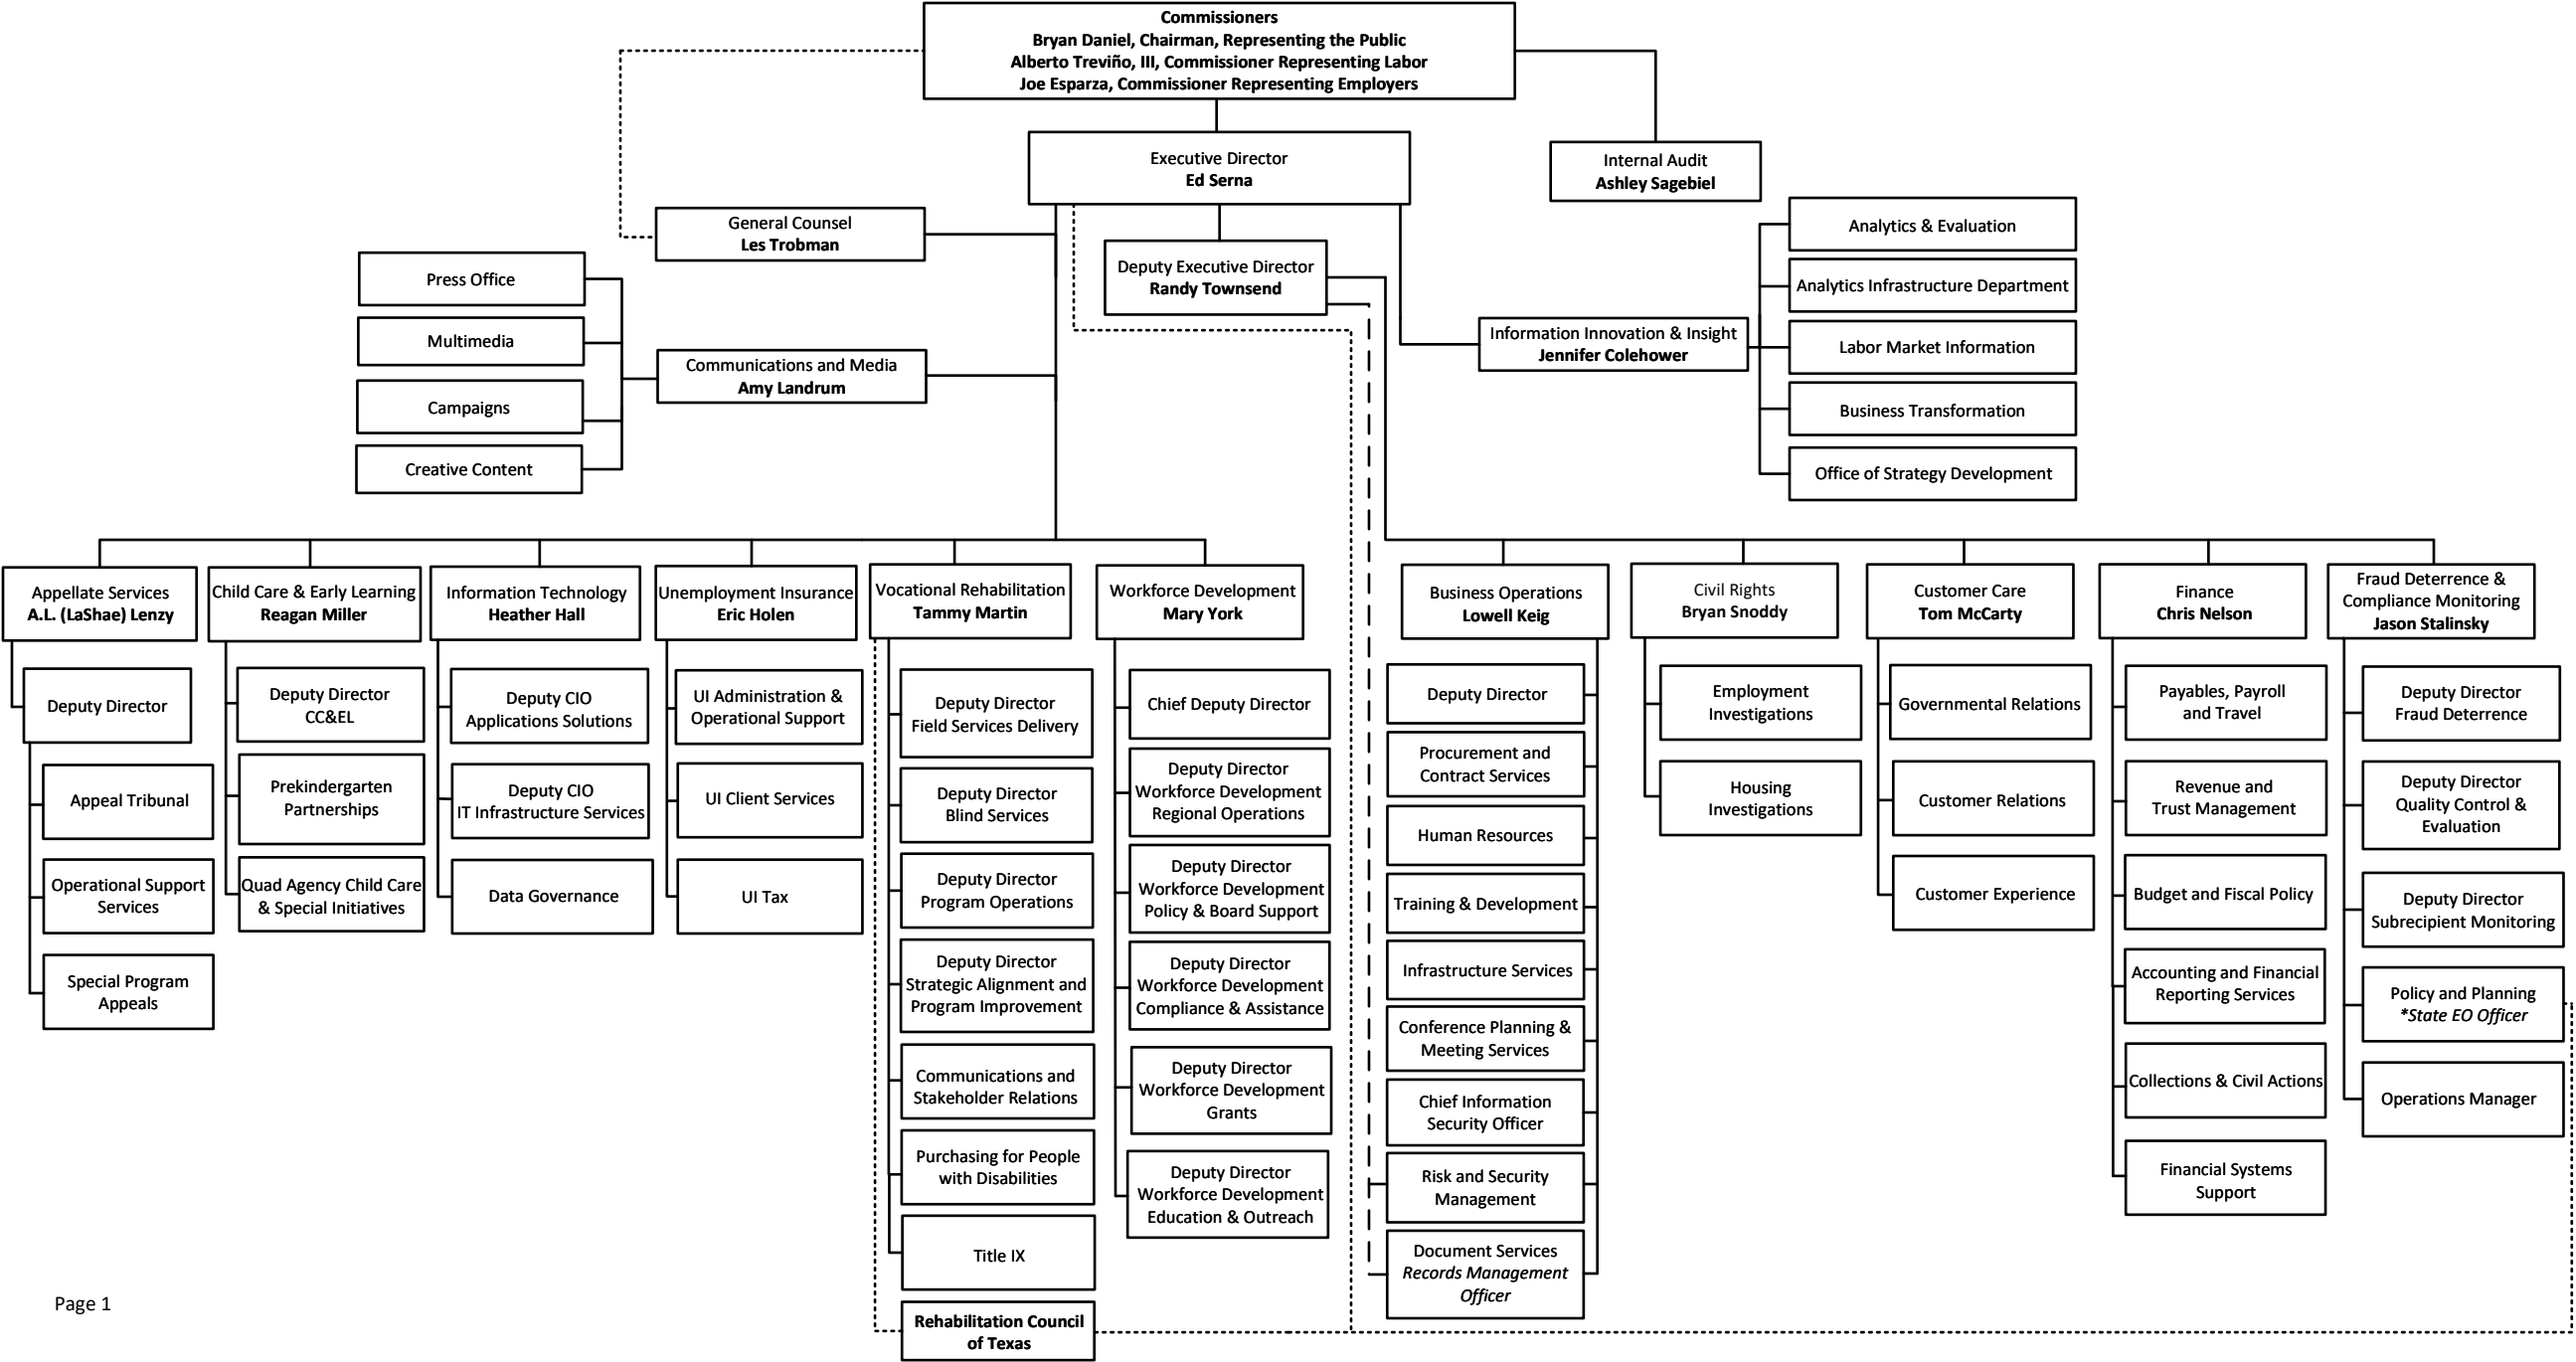 Commissioners
Bryan Daniel, Chairman, Representing the Public
Alberto Treviño, III, Commissioner Representing Labor
Joe Esparza, Commissioner Representing Employers
Executive Director
Ed Serna
Internal Audit
Ashley Sagebiel
General Counsel
Les Trobman
Deputy Executive Director
Randy Townsend
Press Office
Multimedia
Campaigns
Creative Content
Communications and Media
Amy Landrum
Information Innovation & Insight
Jennifer Colehower
Analytics & Evaluation
Analytics Infrastructure Department
Labor Market Information
Business Transformation
Office of Strategy Development
Appellate Services
A.L. (LaShae) Lenzy
Deputy Director
Appeal Tribunal
Operational Support
Services
Special Program
Appeals
Child Care & Early Learning
Reagan Miller
Deputy Director
CC&EL
Prekindergarten
Partnerships
Quad Agency Child Care
& Special Initiatives
Information Technology
Heather Hall
Deputy CIO
Applications Solutions
Deputy CIO
IT Infrastructure Services
Data Governance
Unemployment Insurance
Eric Holen
UI Administration &
Operational Support
UI Client Services
UI Tax
Vocational Rehabilitation
Tammy Martin
Deputy Director
Field Services Delivery
Deputy Director
Blind Services
Deputy Director
Program Operations
Deputy Director
Strategic Alignment and
Program Improvement
Communications and
Stakeholder Relations
Purchasing for People
with Disabilities
Title IX
Rehabilitation Council
of Texas
Workforce Development
Mary York
Chief Deputy Director
Deputy Director
Workforce Development
Regional Operations
Deputy Director
Workforce Development
Policy & Board Support
Deputy Director
Workforce Development
Compliance & Assistance
Deputy Director
Workforce Development
Grants
Deputy Director
Workforce Development
Education & Outreach
Business Operations
Lowell Keig
Deputy Director
Procurement and
Contract Services
Human Resources
Training & Development
Infrastructure Services
Conference Planning &
Meeting Services
Chief Information
Security Officer
Risk and Security
Management
Document Services
Records Management
Officer
Civil Rights
Bryan Snoddy
Employment
Investigations
Housing
Investigations
Customer Care
Tom McCarty
Governmental Relations
Customer Relations
Customer Experience
Finance
Chris Nelson
Payables, Payroll
and Travel
Revenue and
Trust Management
Budget and Fiscal Policy
Accounting and Financial
Reporting Services
Collections & Civil Actions
Financial Systems
Support
Fraud Deterrence &
Compliance Monitoring
Jason Stalinsky
Deputy Director
Fraud Deterrence
Deputy Director
Quality Control &
Evaluation
Deputy Director
Subrecipient Monitoring
Policy and Planning
*State EO Officer
Operations Manager
Page 1